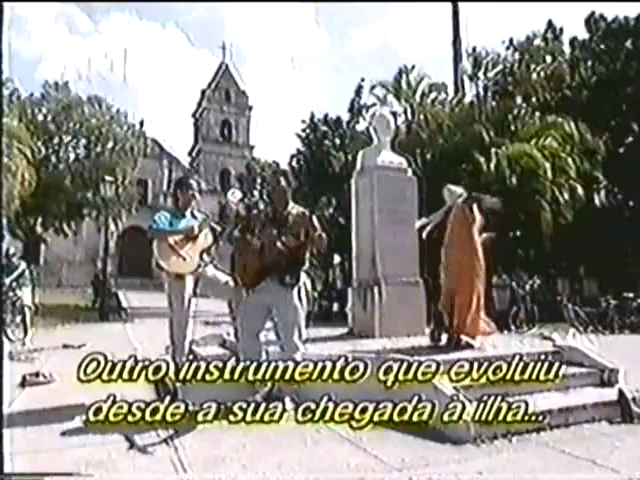 Outro instrumento que evoluiu
desde a sua chegada à ilha...